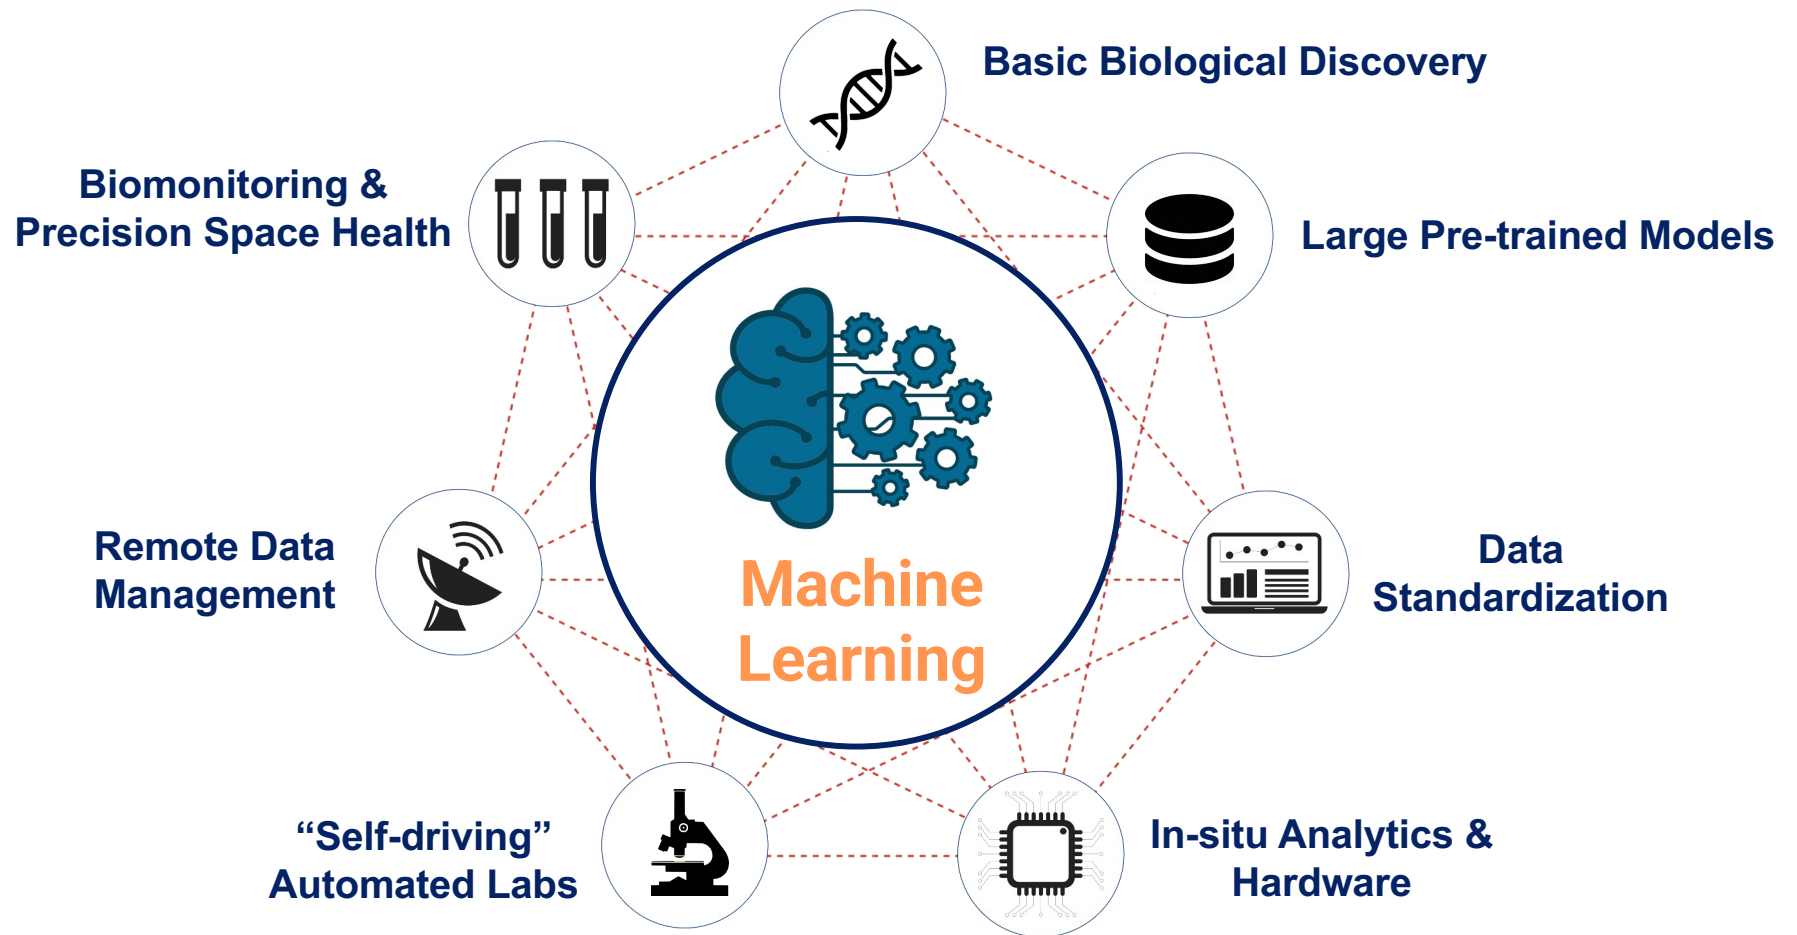 Basic Biological Discovery
Biomonitoring &
Precision Space Health
Large Pre-trained Models
Machine
Learning
Remote Data
Management
Data
Standardization
“Self-driving”
Automated Labs
In-situ Analytics &
Hardware